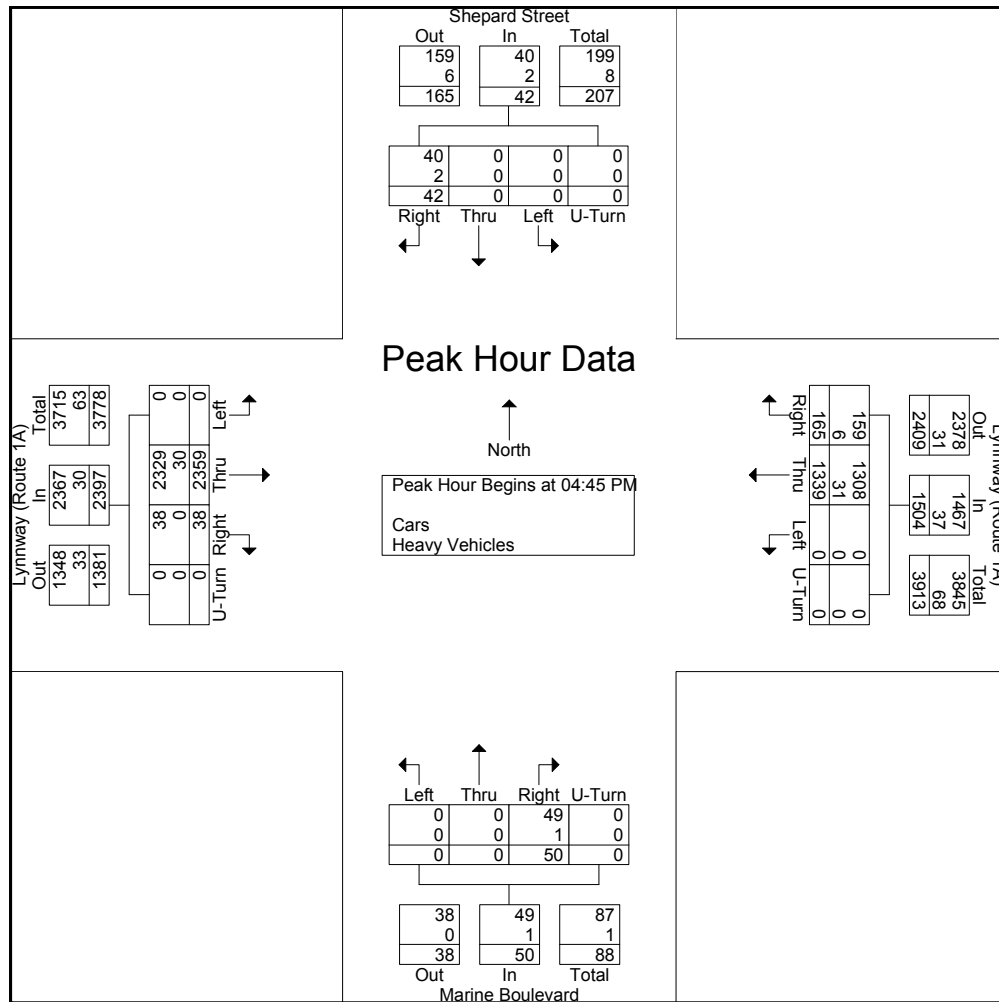 Shepard Street
Out In Total
159 40 199
6 2 8
165 42 207
40 0 0 0
2 0 0 0
42 0 0 0
Right Thru Left U-Turn
Peak Hour Data
North
Peak Hour Begins at 04:45 PM
Cars
Heavy Vehicles
Lynnway (Route 1A)
Out In Total
1348 2367 3715
33 30 63
1381 2397 3778
U-Turn Right Thru Left
0 38 2329 0
0 0 30 0
0 38 2359 0
Lynnway (Route 1A)
Out In Total
2378 1467 3845
31 37 68
2409 1504 3913
159 1308 0 0
6 31 0 0
165 1339 0 0
Right Thru Left U-Turn
Left Thru Right U-Turn
0 0 49 0
0 0 1 0
0 0 50 0
38 49 87
0 1 1
38 50 88
Out In Total
Marine Boulevard